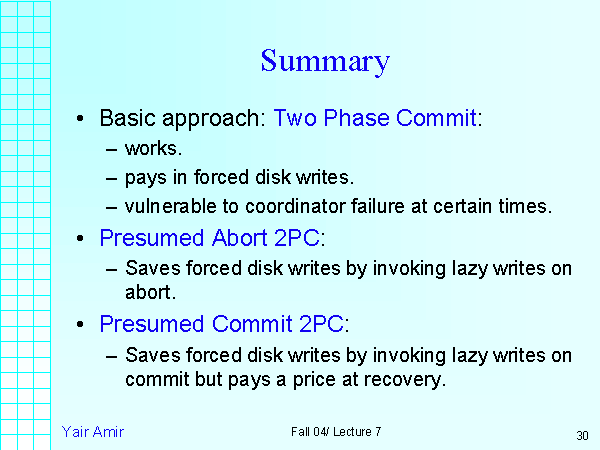 Summary
• Basic approach: Two Phase Commit:
– works.
– pays in forced disk writes.
– vulnerable to coordinator failure at certain times.
• Presumed Abort 2PC:
– Saves forced disk writes by invoking lazy writes on
abort.
• Presumed Commit 2PC:
– Saves forced disk writes by invoking lazy writes on
commit but pays a price at recovery.
Yair Amir Fall 04/ Lecture 7 30